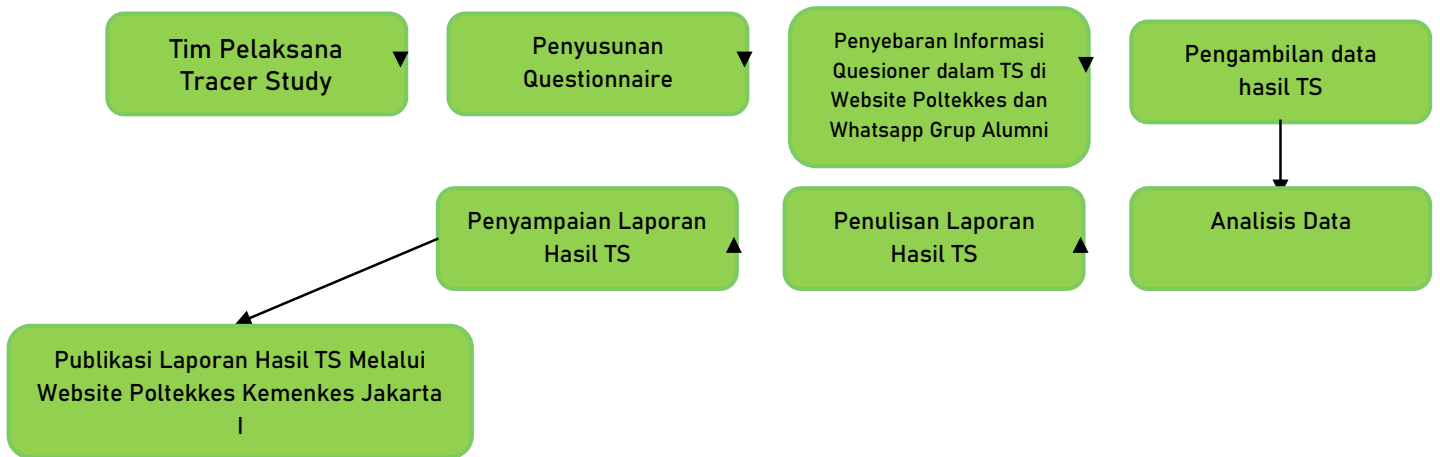 Tim Pelaksana
Tracer Study
Penyusunan
Questionnaire
Penyebaran Informasi
Quesioner dalam TS di
Website Poltekkes dan
Whatsapp Grup Alumni
Pengambilan data
hasil TS
Analisis Data
Penulisan Laporan
Hasil TS
Penyampaian Laporan
Hasil TS
Publikasi Laporan Hasil TS Melalui
Website Poltekkes Kemenkes Jakarta
I